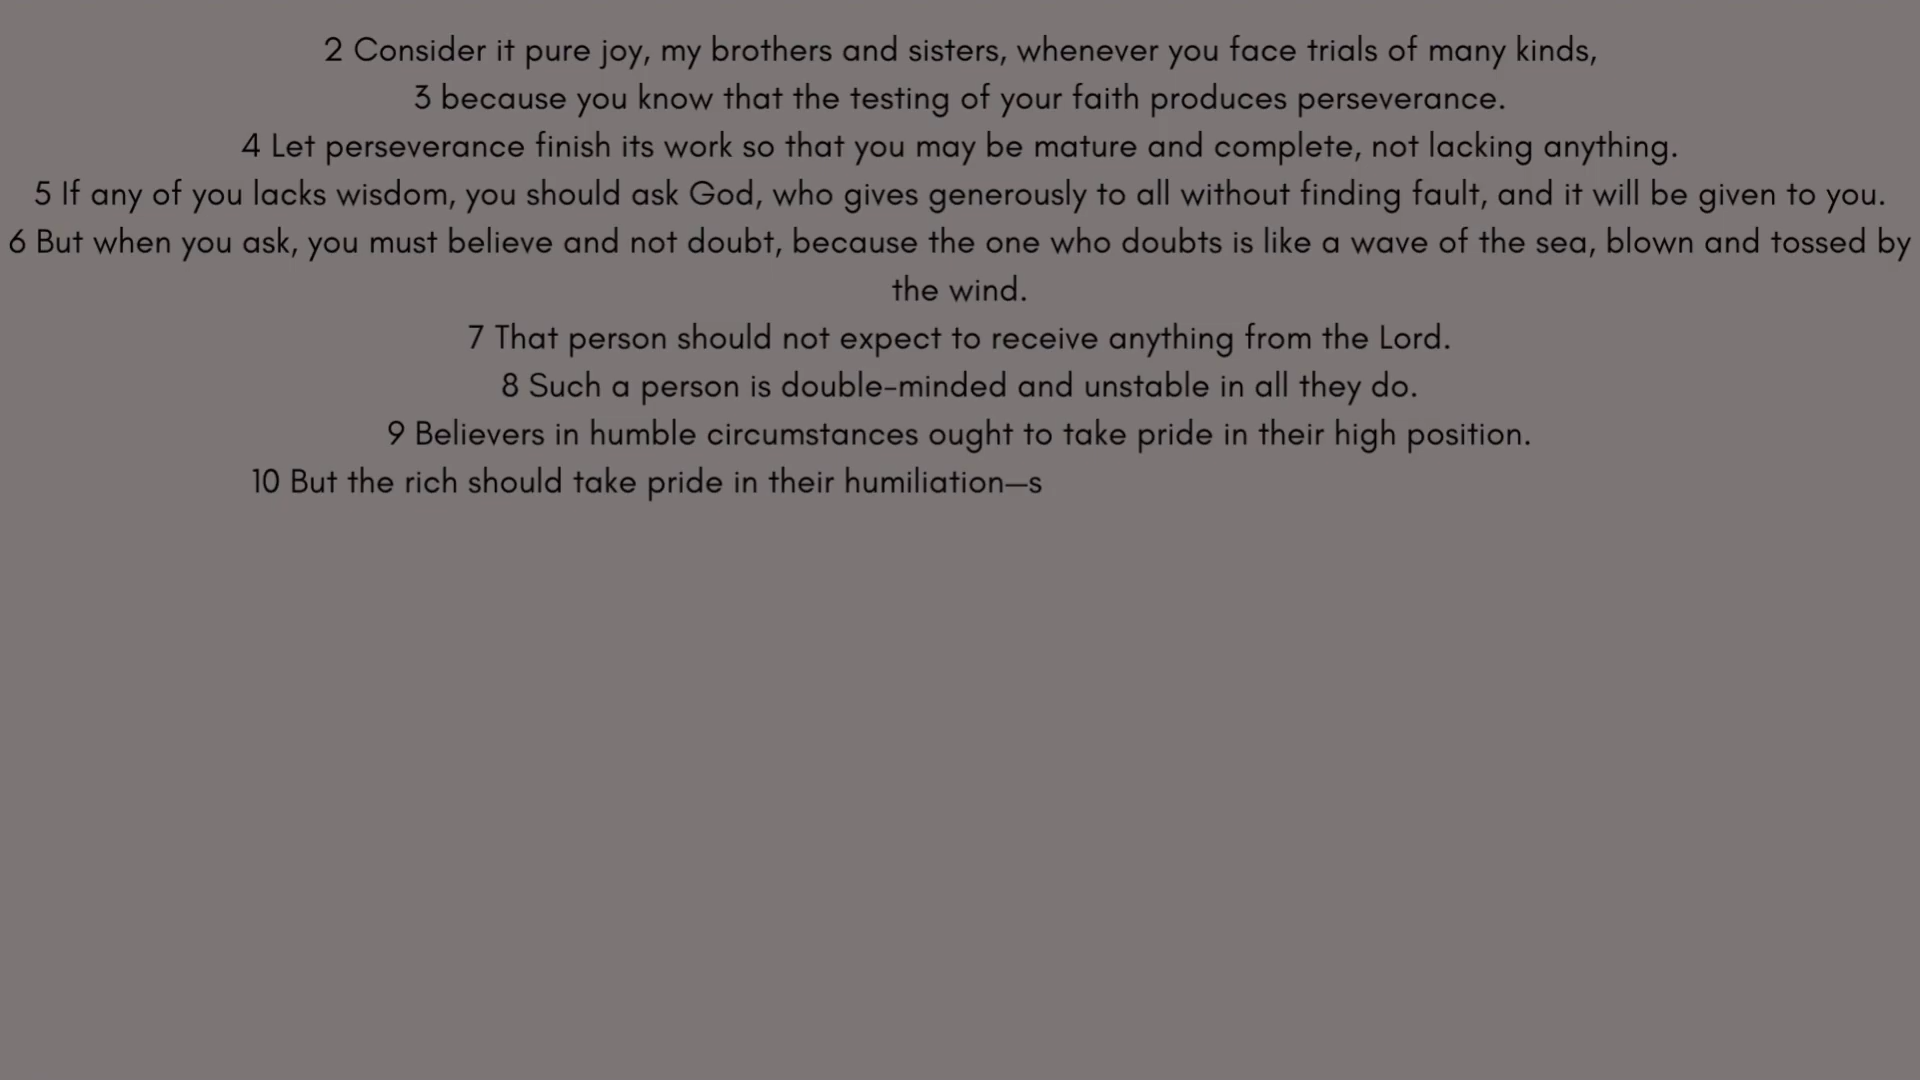 2 Consider it pure joy, my brothers and sisters, whenever you face trials of many kinds,
3 because you know that the testing of your faith produces perseverance.
4 Let perseverance finish its work so that you may be mature and complete, not lacking anything.
5 If any of you lacks wisdom, you should ask God, who gives generously to all without finding fault, and it will be given to you.
6 But when you ask, you must believe and not doubt, because the one who doubts is like a wave of the sea, blown and tossed by
the wind.
7 That person should not expect to receive anything from the Lord.
8 Such a person is double-minded and unstable in all they do.
9 Believers in humble circumstances ought to take pride in their high position.
10 But the rich should take pride in their humiliation—s